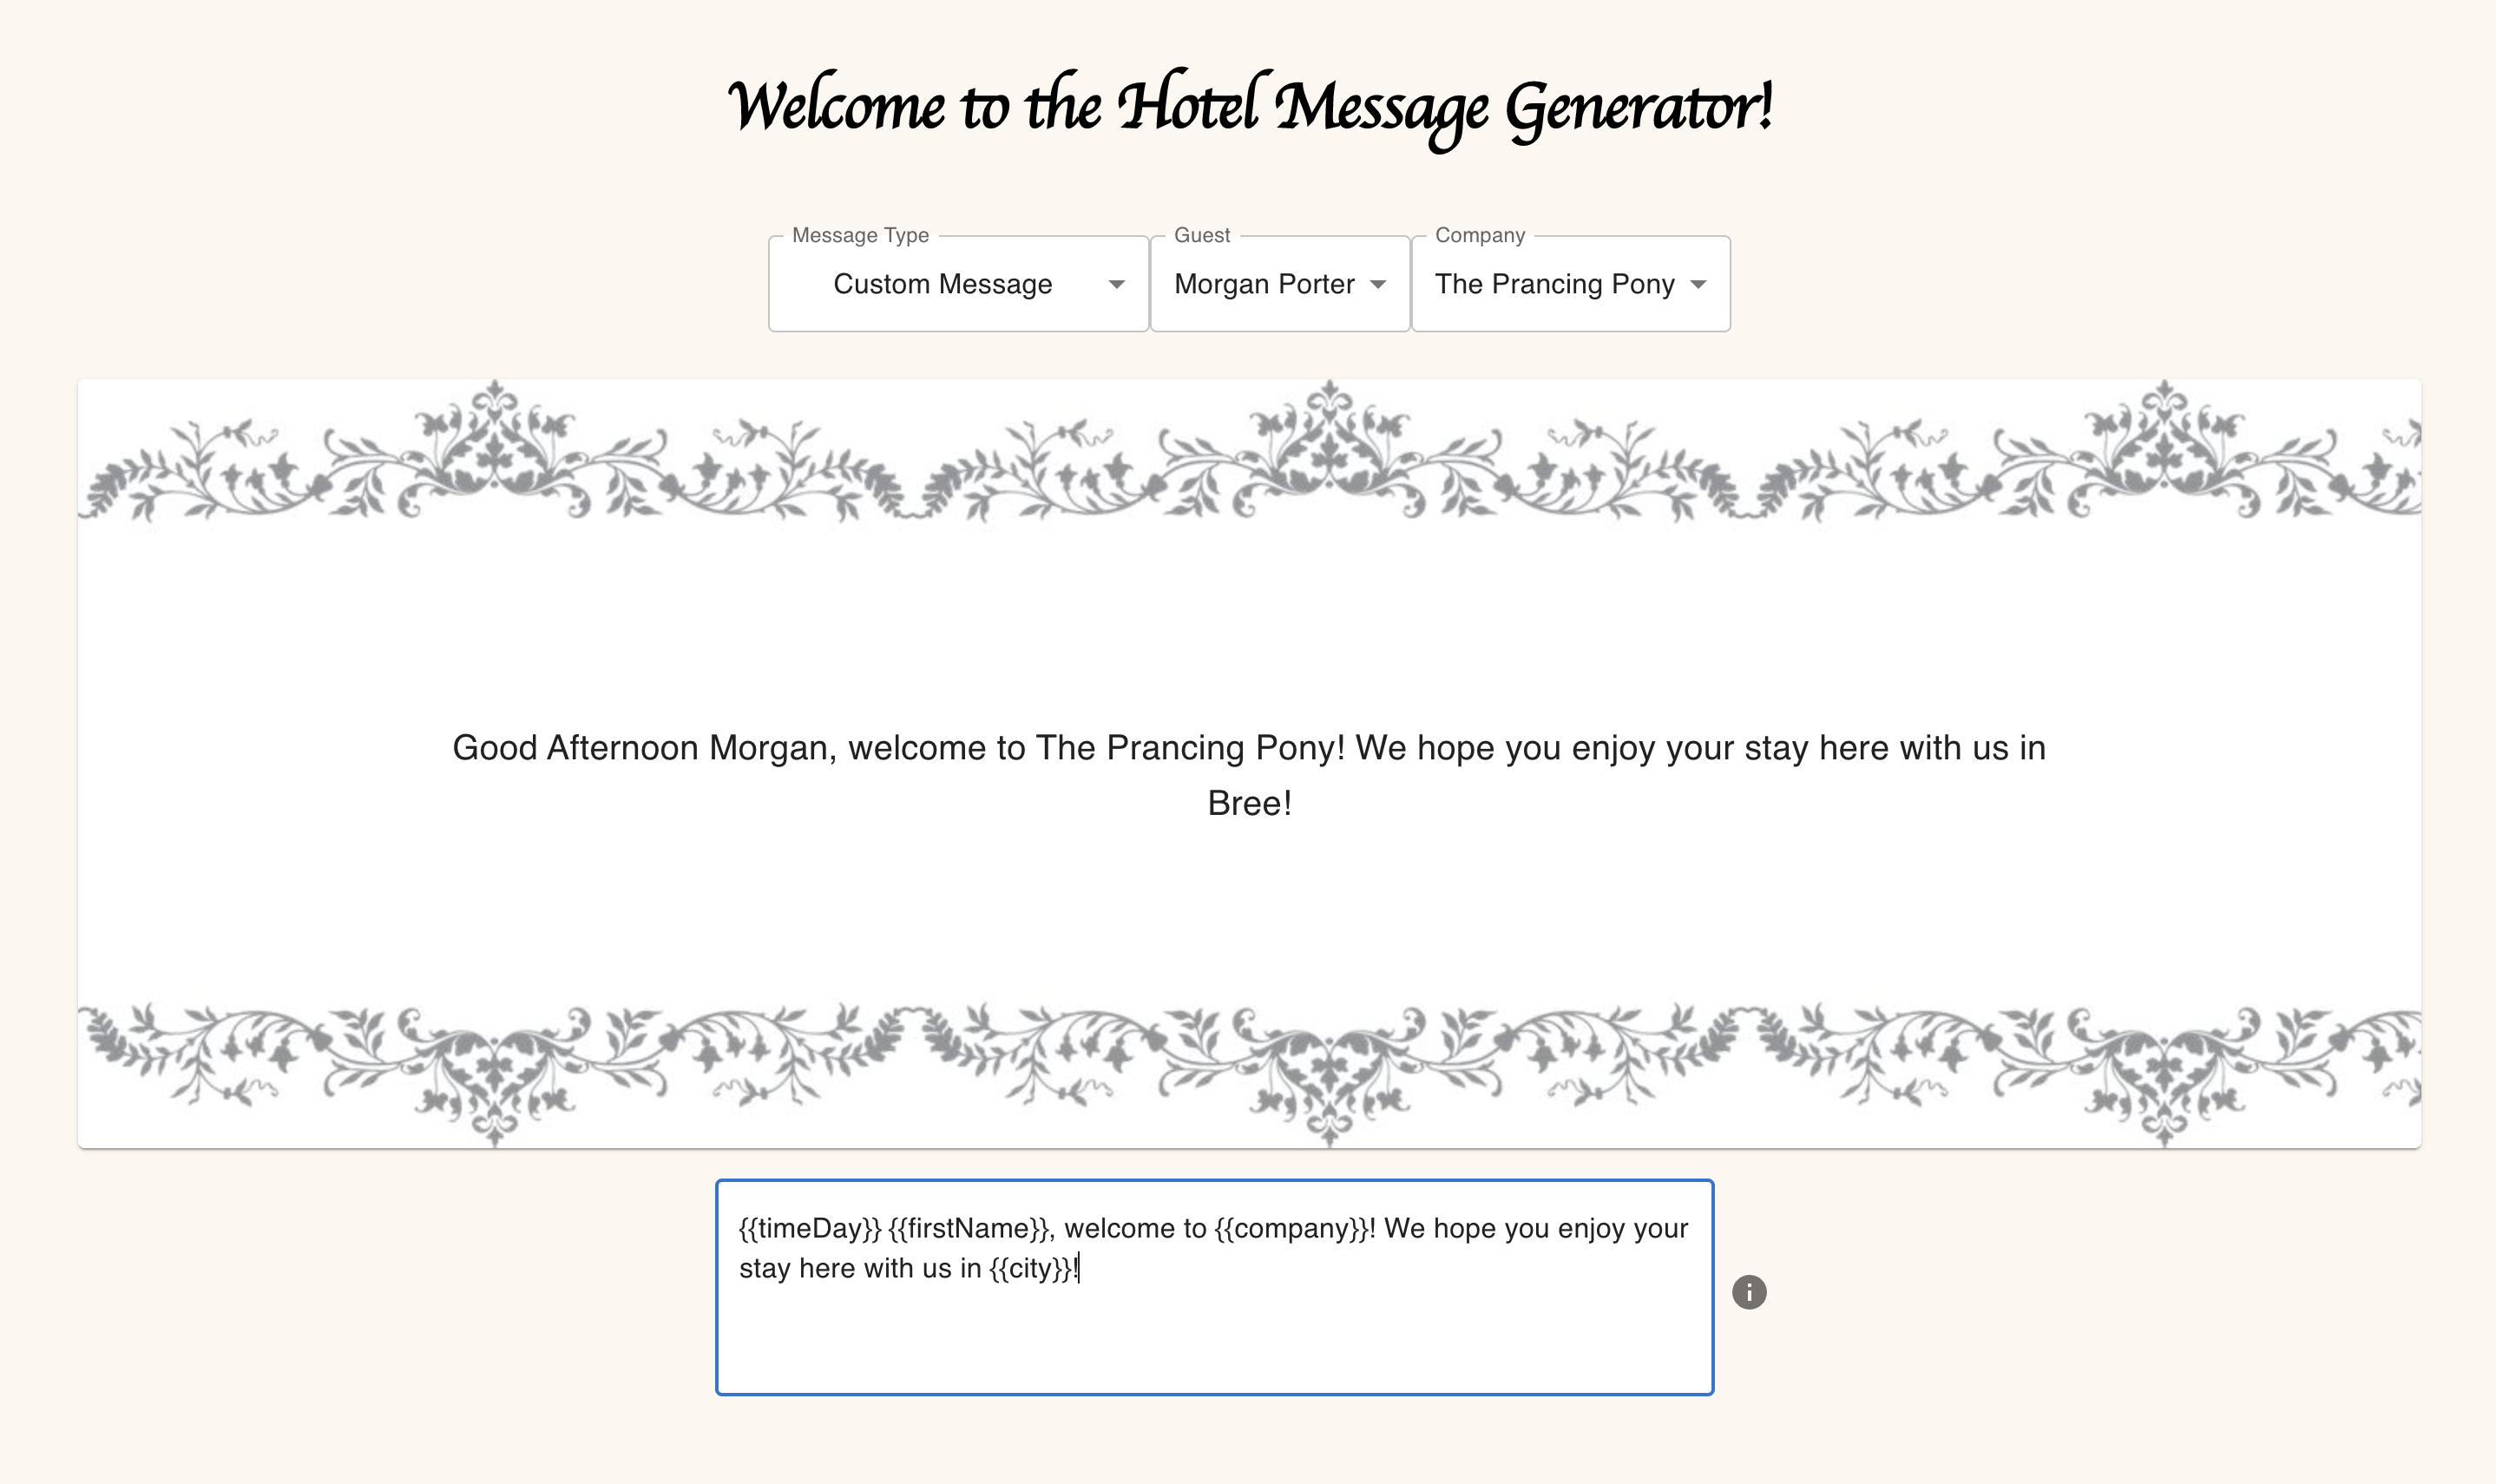 Welcome to the Hotel Message Generator!
Message Type
Guest
Company
Custom Message
Morgan Porter
The Prancing Pony
Good Afternoon Morgan, welcome to The Prancing Pony! We hope you enjoy your stay here with us in
Bree!
{{timeDay}} {{firstName}}, welcome to {{company}}! We hope you enjoy your
stay here with us in {{city}}!